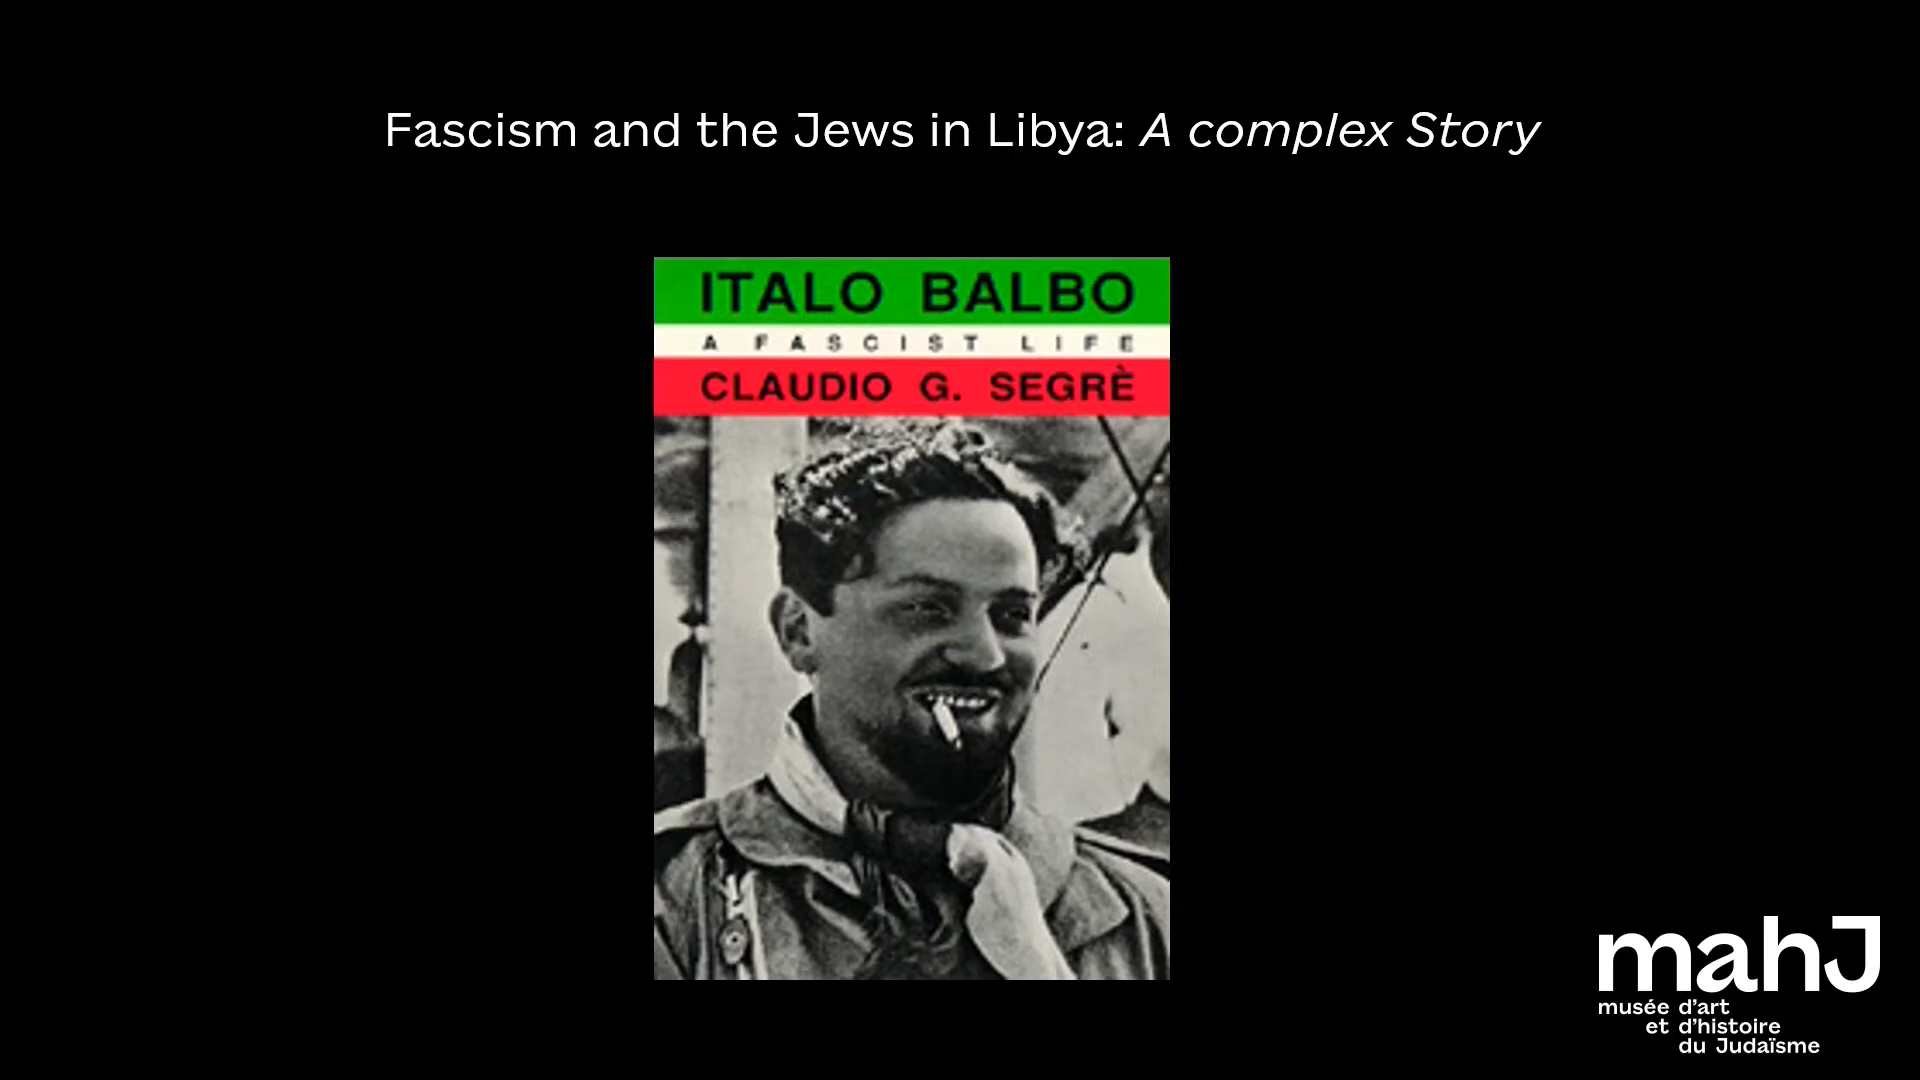 Fascism and the Jews in Libya: A complex Story
ITALO BALBO
A FASCIST LIFE
CLAUDIO G. SEGRÈ
mahJ
musée d'art
et d'histoire
du Judaïsme